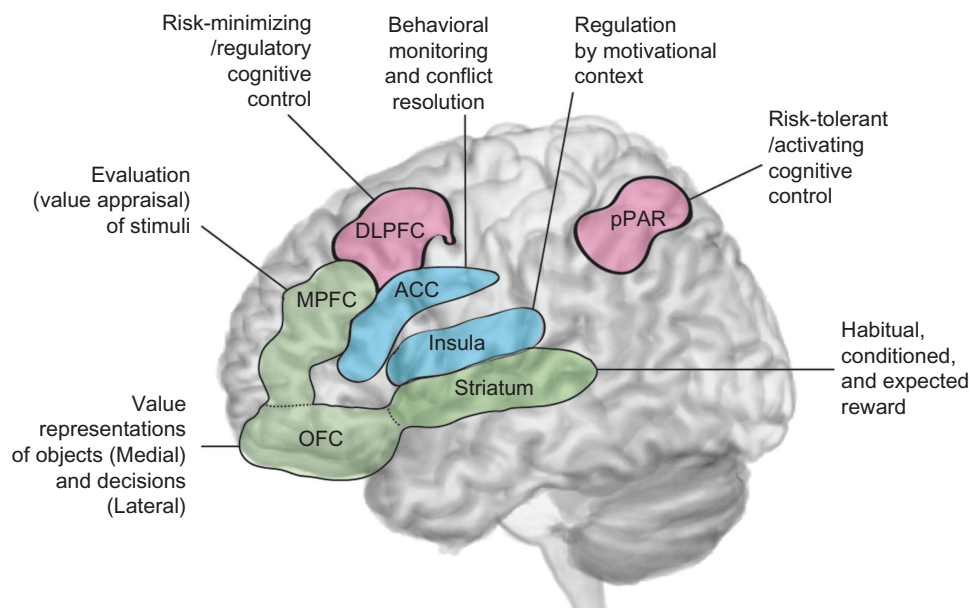 Risk-minimizing
/regulatory
cognitive
control
Behavioral
monitoring
and conflict
resolution
Regulation
by motivational
context
Risk-tolerant
/activating
cognitive
control
Evaluation
(value appraisal)
of stimuli
DLPFC
pPAR
MPFC
ACC
Insula
Striatum
OFC
Habitual,
conditioned,
and expected
reward
Value
representations
of objects (Medial)
and decisions
(Lateral)